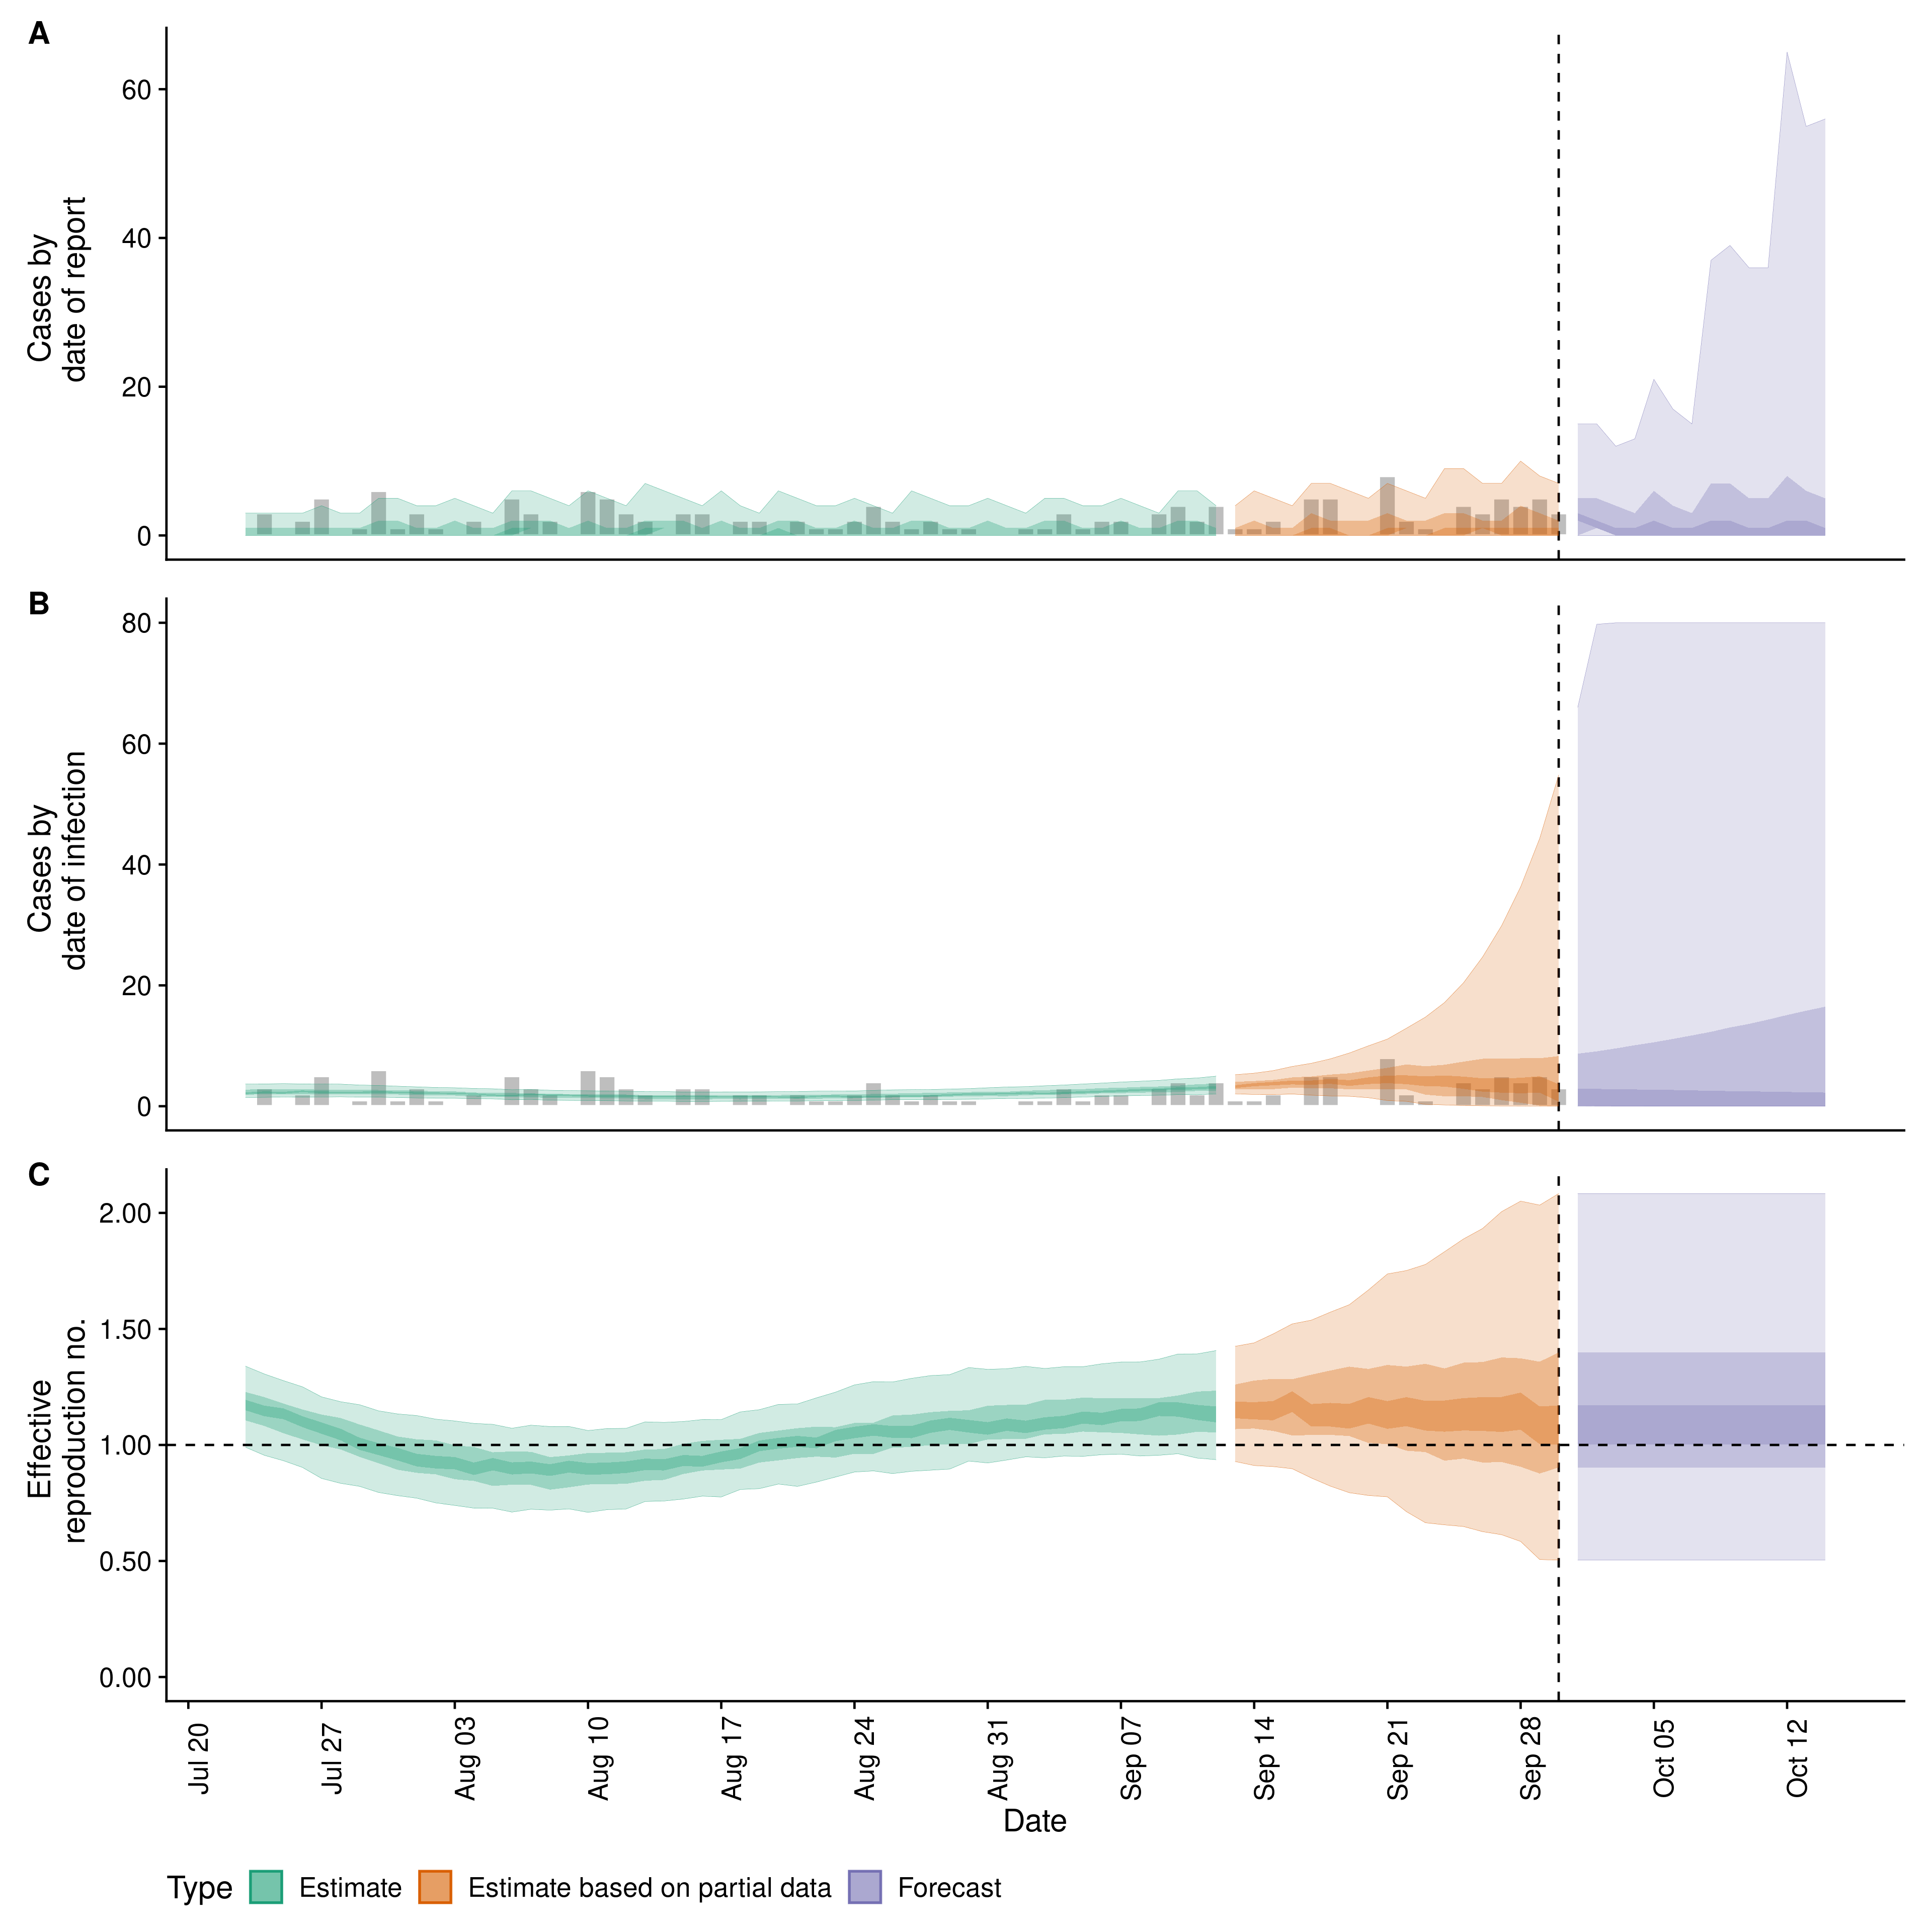 A
60
40
20
0
Cases by
date of report
B
80
60
40
20
0
Cases by
date of infection
C
2.00
1.50
1.00
0.50
0.00
Effective
reproduction no.
Jul 20
Jul 27
Aug 03
Aug 10
Aug 17
Aug 24
Aug 31
Sep 07
Sep 14
Sep 21
Sep 28
Oct 05
Oct 12
Date
Type Estimate Estimate based on partial data Forecast